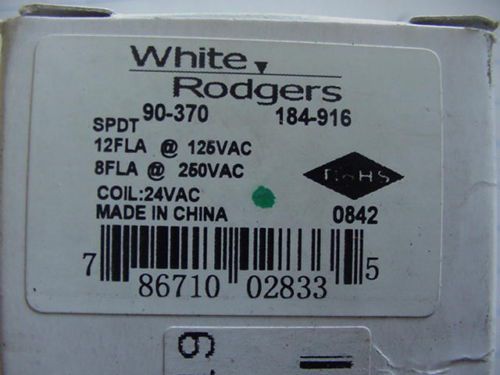 White
Rodgers
90-370 184-916
SPDT
12FLA @ 125VAC
8FLA @ 250VAC
RoHS
COIL:24VAC
MADE IN CHINA 0842
7 86710 02833 5